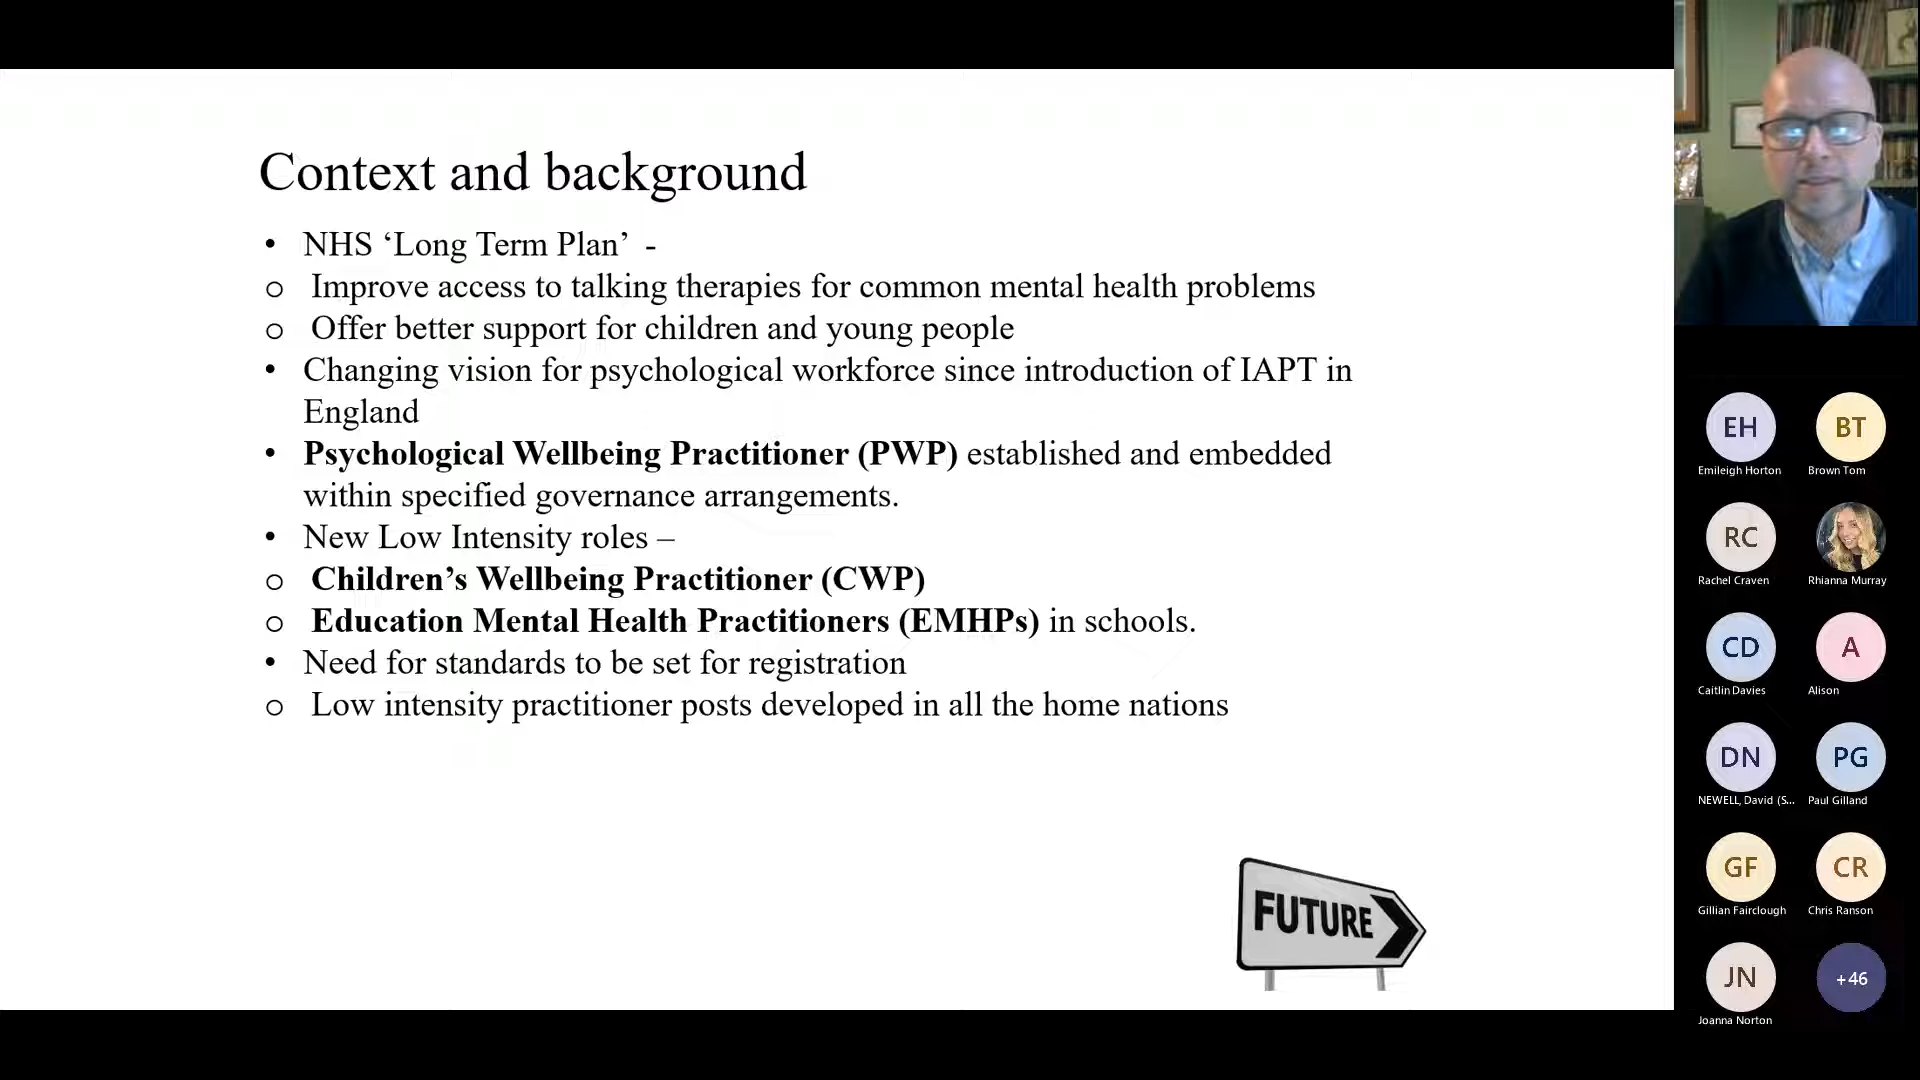 Context and background
• NHS ‘Long Term Plan’ -
o Improve access to talking therapies for common mental health problems
o Offer better support for children and young people
• Changing vision for psychological workforce since introduction of IAPT in
England
• Psychological Wellbeing Practitioner (PWP) established and embedded
within specified governance arrangements.
• New Low Intensity roles –
o Children’s Wellbeing Practitioner (CWP)
o Education Mental Health Practitioners (EMHPs) in schools.
• Need for standards to be set for registration
o Low intensity practitioner posts developed in all the home nations
FUTURE
EH
Emileigh Horton
BT
Brown Tom
RC
Rachel Craven
Rhianna Murray
CD
Caitlin Davies
A
Alison
DN
NEWELL, David (S...
PG
Paul Gilland
GF
Gillian Fairclough
CR
Chris Ranson
JN
Joanna Norton
+46